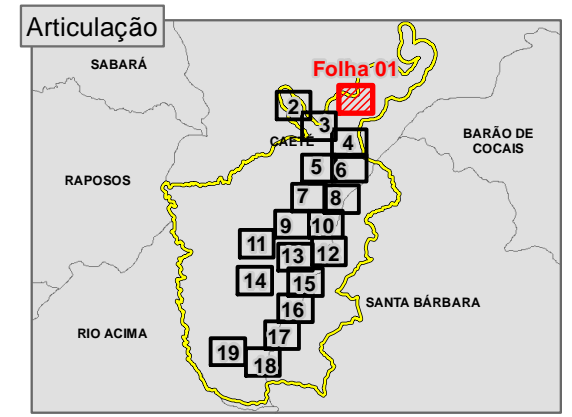 Articulação
SABARÁ
Folha 01
2
3
BARÃO DE
COCAIS
CAETÉ
4
5
6
RAPOSOS
7
8
9
10
11
12
13
14
15
SANTA BÁRBARA
16
RIO ACIMA
17
19
18